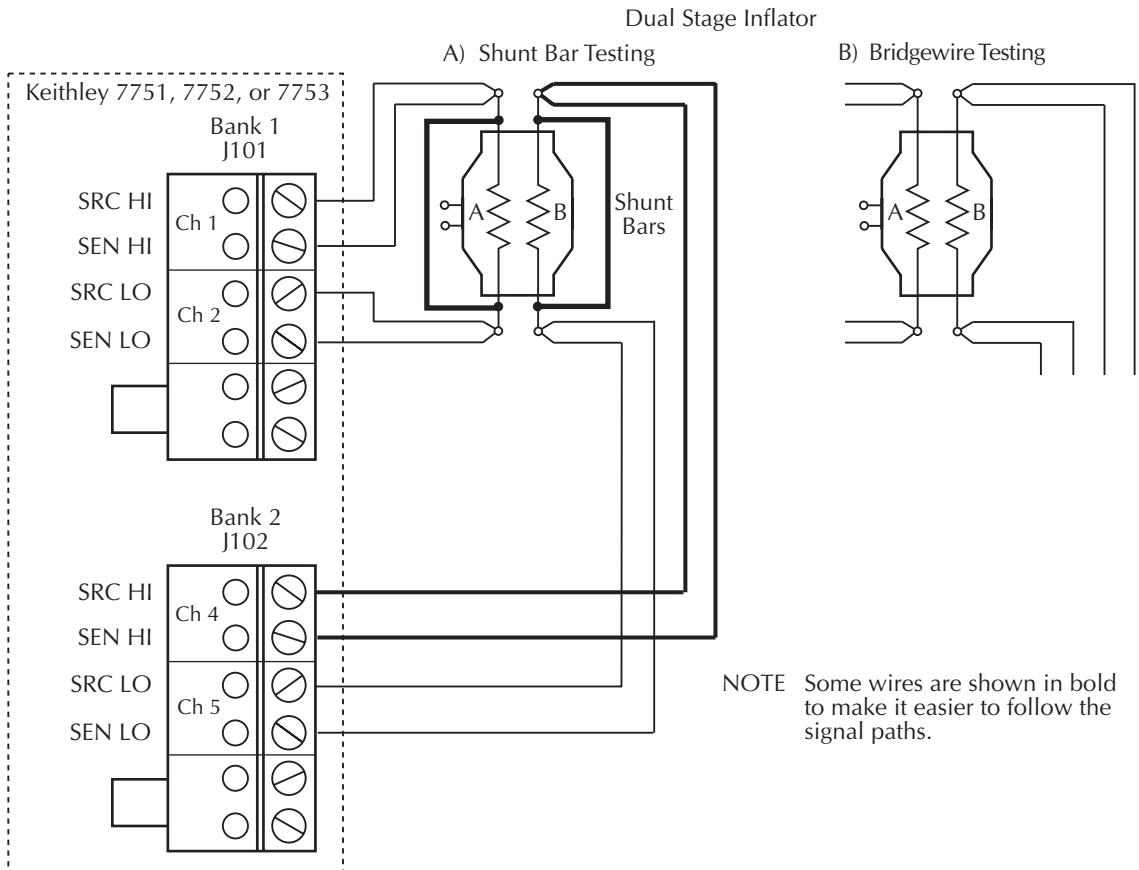 Dual Stage Inflator
A) Shunt Bar Testing
B) Bridgewire Testing
Keithley 7751, 7752, or 7753
Bank 1
J101
SRC HI
Ch 1
SEN HI
SRC LO
Ch 2
SEN LO
A
B
Shunt
Bars
A
B
Bank 2
J102
SRC HI
Ch 4
SEN HI
SRC LO
Ch 5
SEN LO
NOTE Some wires are shown in bold
to make it easier to follow the
signal paths.